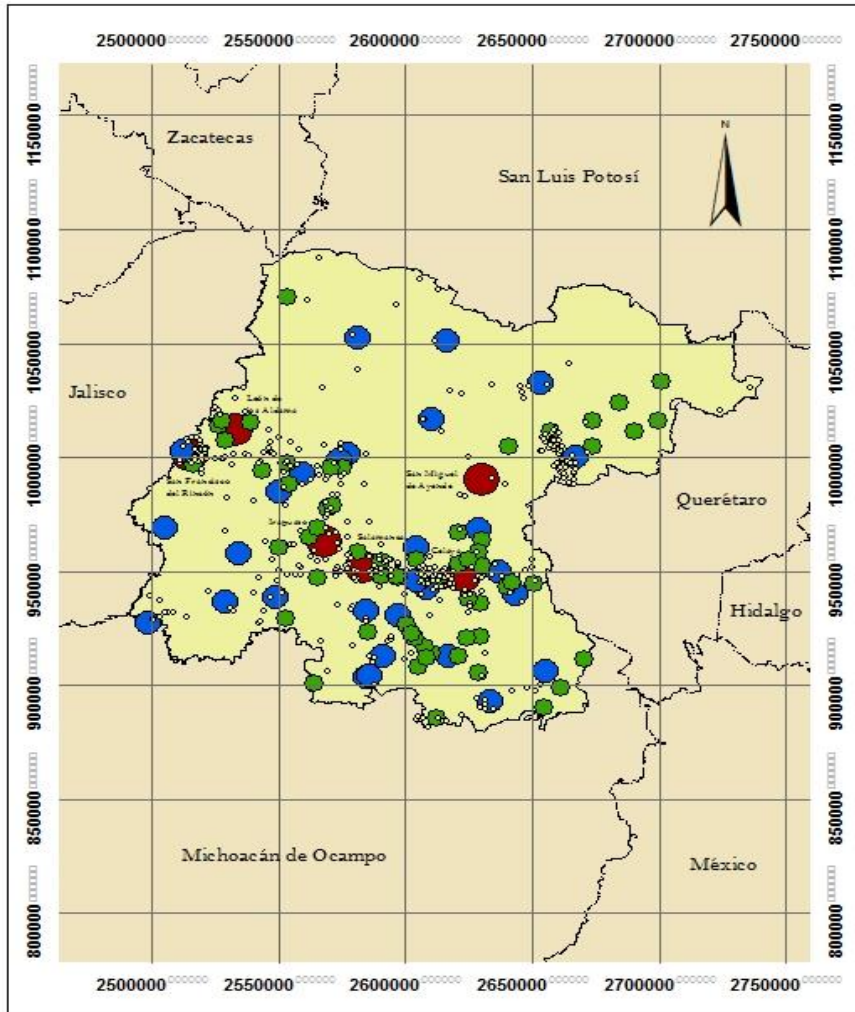 2500000 2550000 2600000 2650000 2700000 2750000
1150000
1100000
1050000
1000000
950000
900000
850000
800000
1150000
1100000
1050000
1000000
950000
900000
850000
800000
N
Zacatecas
San Luis Potosí
Jalisco
León de
los Aldama
San Francisco
del Rincón
San Miguel
de Allende
Querétaro
Irapuato
Salamanca
Celaya
Hidalgo
Michoacán de Ocampo
México
2500000 2550000 2600000 2650000 2700000 2750000